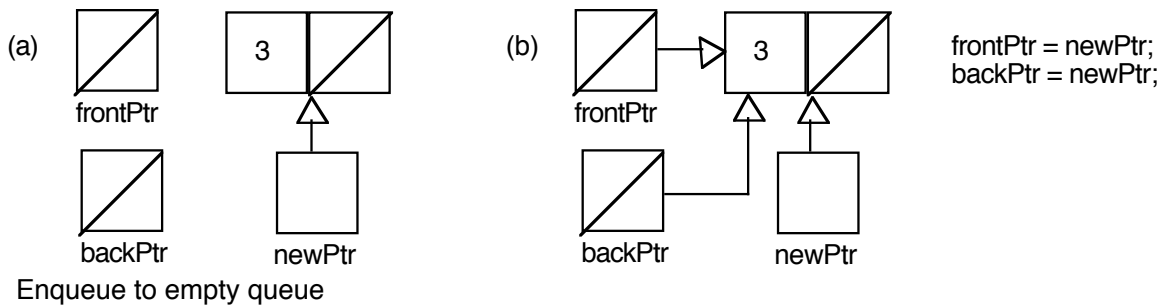 (a)
3
frontPtr
backPtr
newPtr
Enqueue to empty queue
(b)
3
frontPtr
backPtr
newPtr
frontPtr = newPtr;
backPtr = newPtr;